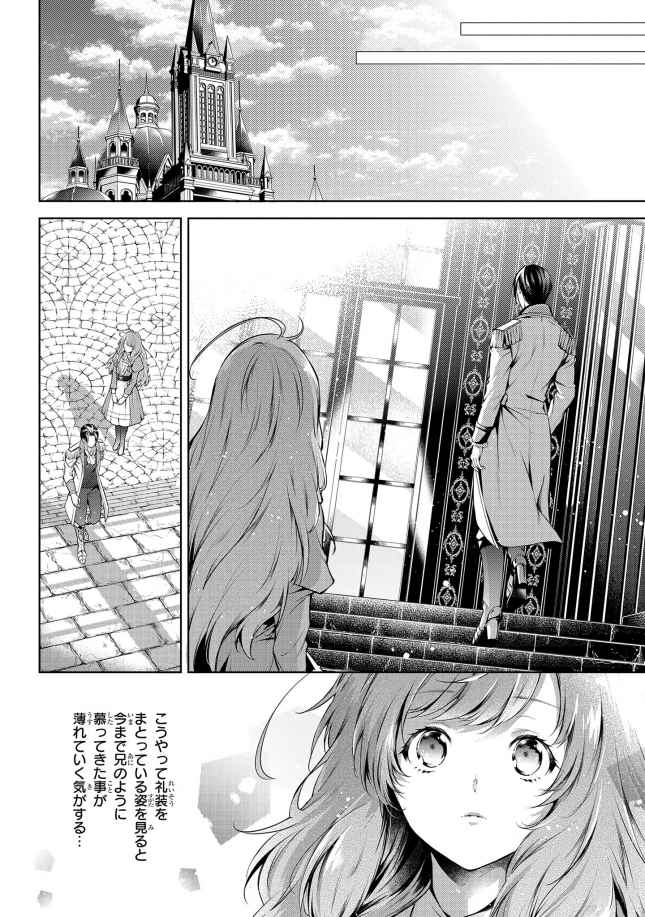 こうやって礼装を
まとっている姿を見ると
今まで兄のように
慕ってきた事が
薄れていく気がする…